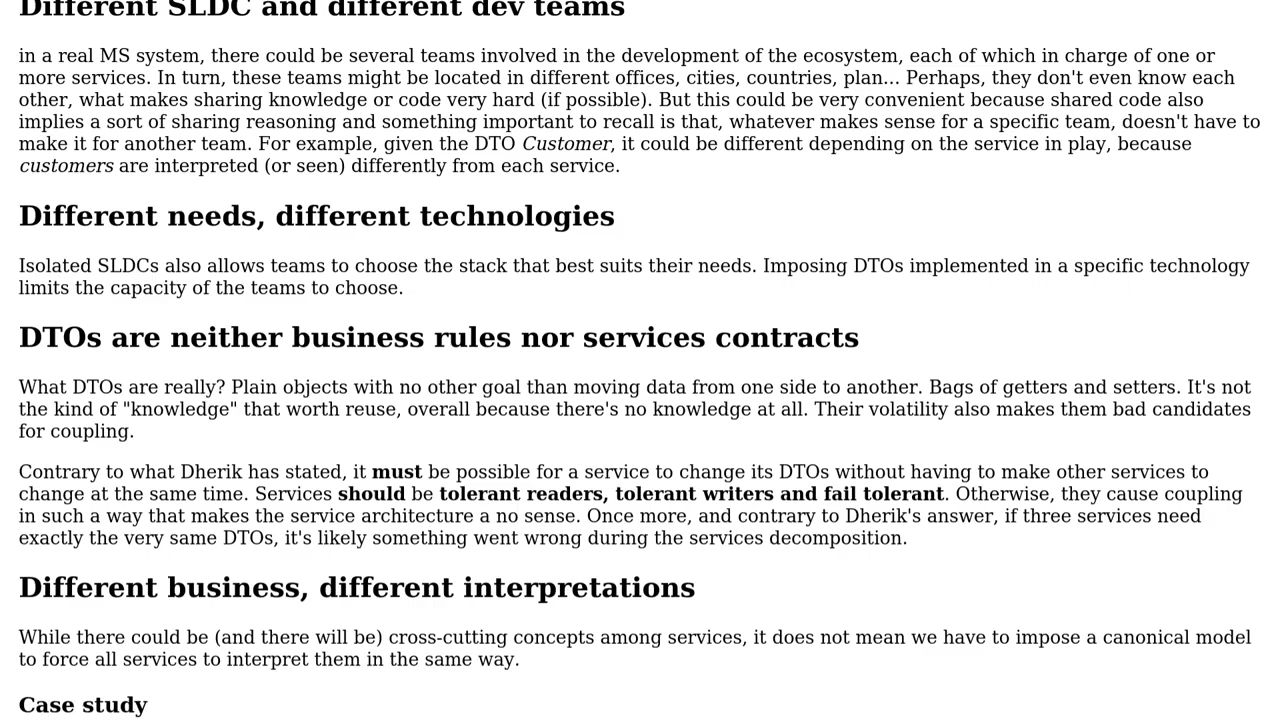 Different SLDC and different dev teams
in a real MS system, there could be several teams involved in the development of the ecosystem, each of which in charge of one or
more services. In turn, these teams might be located in different offices, cities, countries, plan... Perhaps, they don't even know each
other, what makes sharing knowledge or code very hard (if possible). But this could be very convenient because shared code also
implies a sort of sharing reasoning and something important to recall is that, whatever makes sense for a specific team, doesn't have to
make it for another team. For example, given the DTO Customer, it could be different depending on the service in play, because
customers are interpreted (or seen) differently from each service.
Different needs, different technologies
Isolated SLDCs also allows teams to choose the stack that best suits their needs. Imposing DTOs implemented in a specific technology
limits the capacity of the teams to choose.
DTOs are neither business rules nor services contracts
What DTOs are really? Plain objects with no other goal than moving data from one side to another. Bags of getters and setters. It's not
the kind of "knowledge" that worth reuse, overall because there's no knowledge at all. Their volatility also makes them bad candidates
for coupling.
Contrary to what Dherik has stated, it must be possible for a service to change its DTOs without having to make other services to
change at the same time. Services should be tolerant readers, tolerant writers and fail tolerant. Otherwise, they cause coupling
in such a way that makes the service architecture a no sense. Once more, and contrary to Dherik's answer, if three services need
exactly the very same DTOs, it's likely something went wrong during the services decomposition.
Different business, different interpretations
While there could be (and there will be) cross-cutting concepts among services, it does not mean we have to impose a canonical model
to force all services to interpret them in the same way.
Case study